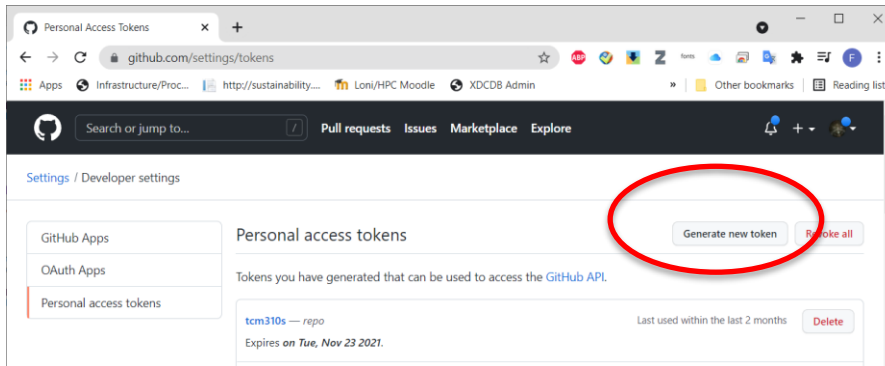 Personal Access Tokens
github.com/settings/tokens
ABP Z forms F
Apps Infrastructure/Proc... http://sustainability.... Loni/HPC Moodle XDCDB Admin » Other bookmarks Reading list
Search or jump to... / Pull requests Issues Marketplace Explore
Settings / Developer settings
GitHub Apps
OAuth Apps
Personal access tokens
Personal access tokens Generate new token Revoke all
Tokens you have generated that can be used to access the GitHub API.
tcm310s — repo Last used within the last 2 months Delete
Expires on Tue, Nov 23 2021.